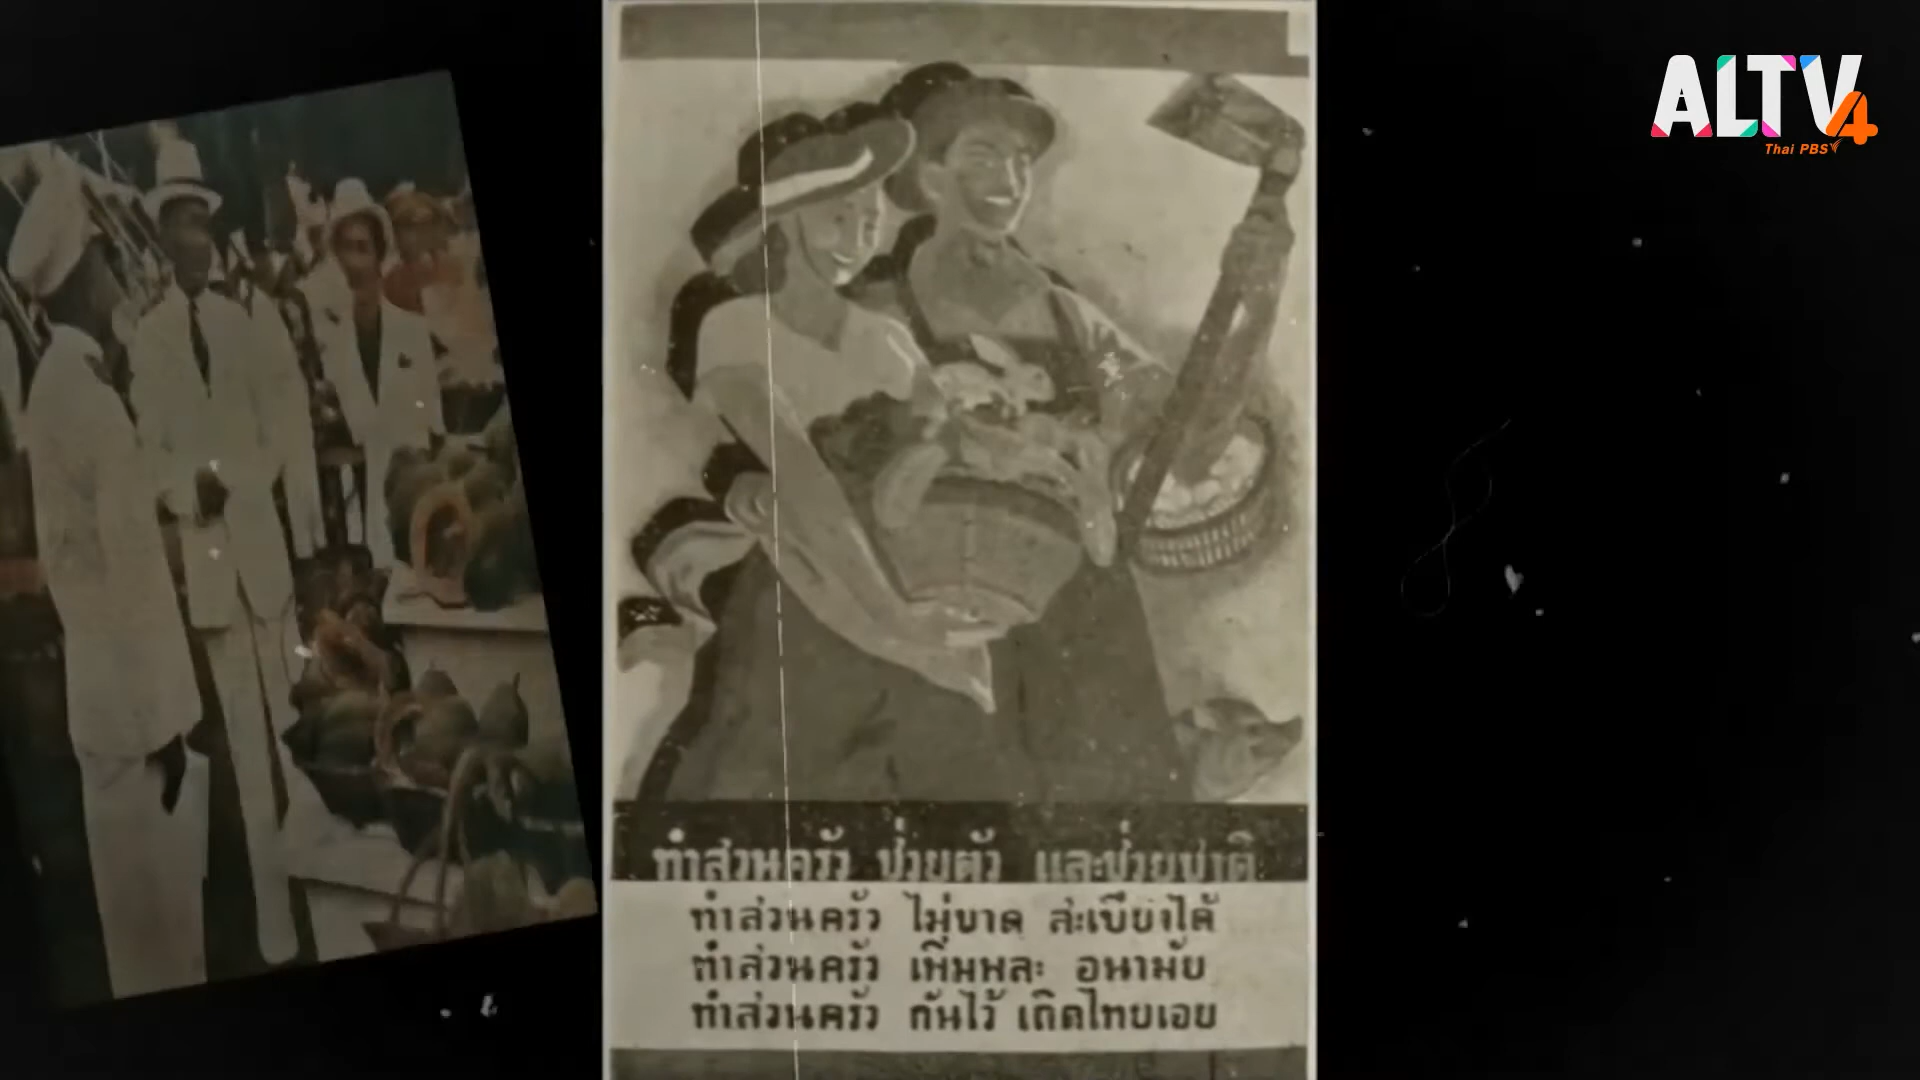 ALTV4
Thai PBS
ทำสวนครัว ช่วยตัว และช่วยชาติ
ทำสวนครัว ไม่ขาด สะเบียงได้
ทำสวนครัว เพิ่มพละ อนามัย
ทำสวนครัว กันไว้ เถิดไทยเอย